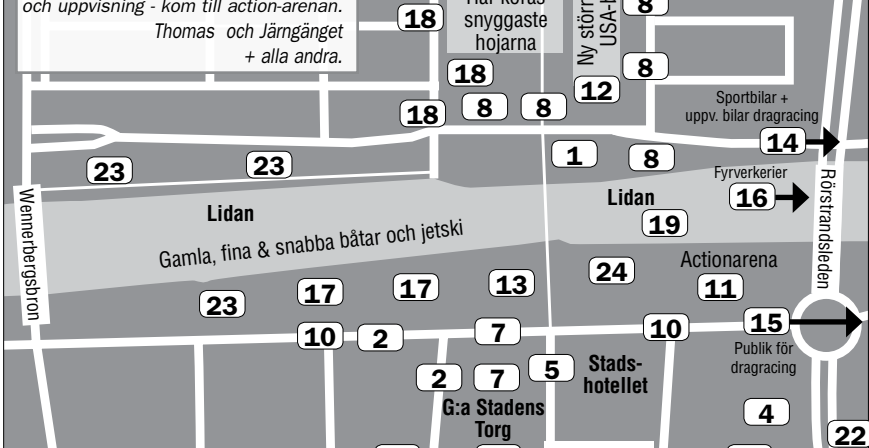 och uppvisning - kom till action-arenan.
Thomas och Järngänget
+ alla andra.
18
Här körs
snyggaste
hojarna
Ny störr
USA-b
8
8
18
12
18
8
8
Sportbilar +
uppv. bilar dragracing
14
1
8
23
23
Fyrverkerier
16
Wennerbergsbron
Lidan
Lidan
19
Rörstrandsleden
Gamla, fina & snabba båtar och jetski
Actionarena
24
11
23
17
17
13
10
2
7
10
15
Publik för
dragracing
2
7
5
Stads-
hotellet
G:a Stadens
Torg
4
22